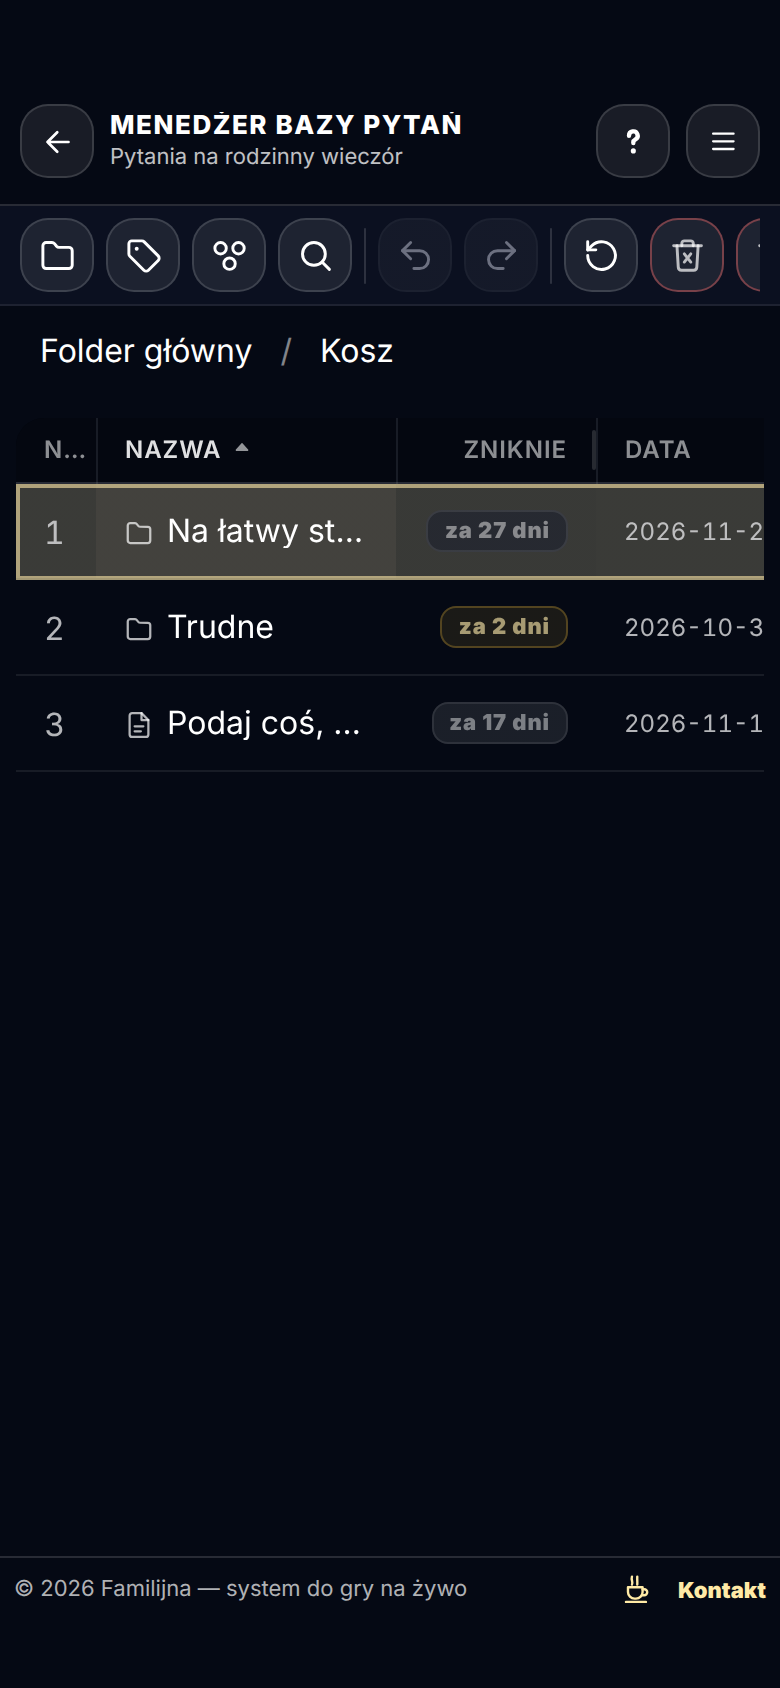 MENEDŻER BAZY PYTAŃ
Pytania na rodzinny wieczór
?
Folder główny / Kosz
N... NAZWA ZNIKNIE DATA
1 Na łatwy st... za 27 dni 2026-11-2
2 Trudne za 2 dni 2026-10-3
3 Podaj coś, ... za 17 dni 2026-11-1
© 2026 Familijna — system do gry na żywo Kontakt